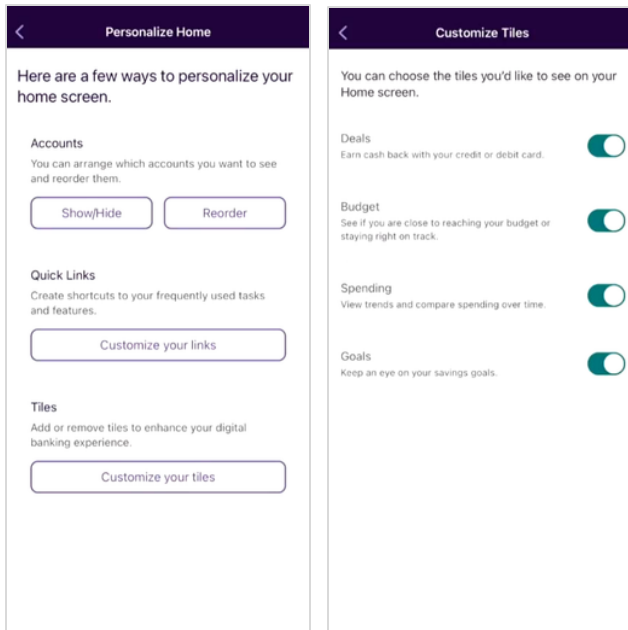 Personalize Home
Here are a few ways to personalize your
home screen.
Accounts
You can arrange which accounts you want to see
and reorder them.
Show/Hide
Reorder
Quick Links
Create shortcuts to your frequently used tasks
and features.
Customize your links
Tiles
Add or remove tiles to enhance your digital
banking experience.
Customize your tiles
Customize Tiles
You can choose the tiles you'd like to see on your
Home screen.
Deals
Earn cash back with your credit or debit card.
Budget
See if you are close to reaching your budget or
staying right on track.
Spending
View trends and compare spending over time.
Goals
Keep an eye on your savings goals.